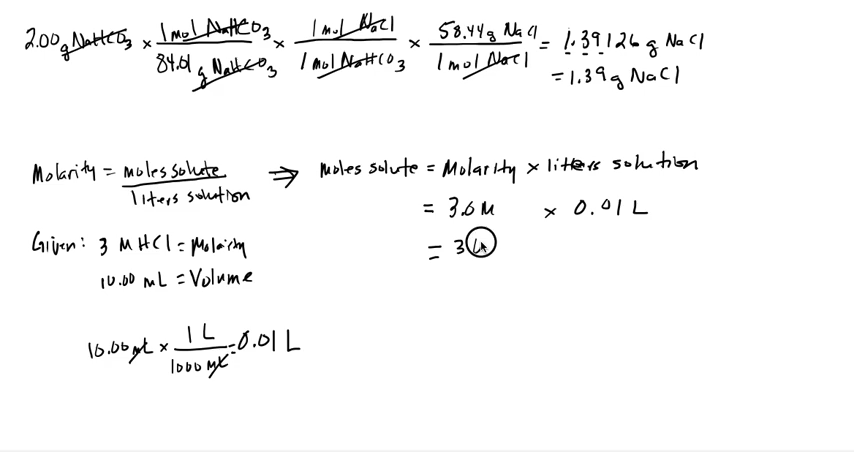 2.00 g NaHCO3 × 1 mol NaHCO3 / 84.01 g NaHCO3 × 1 mol NaCl / 1 mol NaHCO3 × 58.44 g NaCl / 1 mol NaCl = 1.39126 g NaCl
= 1.39 g NaCl
Molarity = moles solute / liters solution ⇒ moles solute = Molarity × liters solution
= 3.0 M × 0.01 L
Given: 3 M HCl = Molarity
= 3
10.00 mL = Volume
10.00 mL × 1 L / 1000 mL = 0.01 L